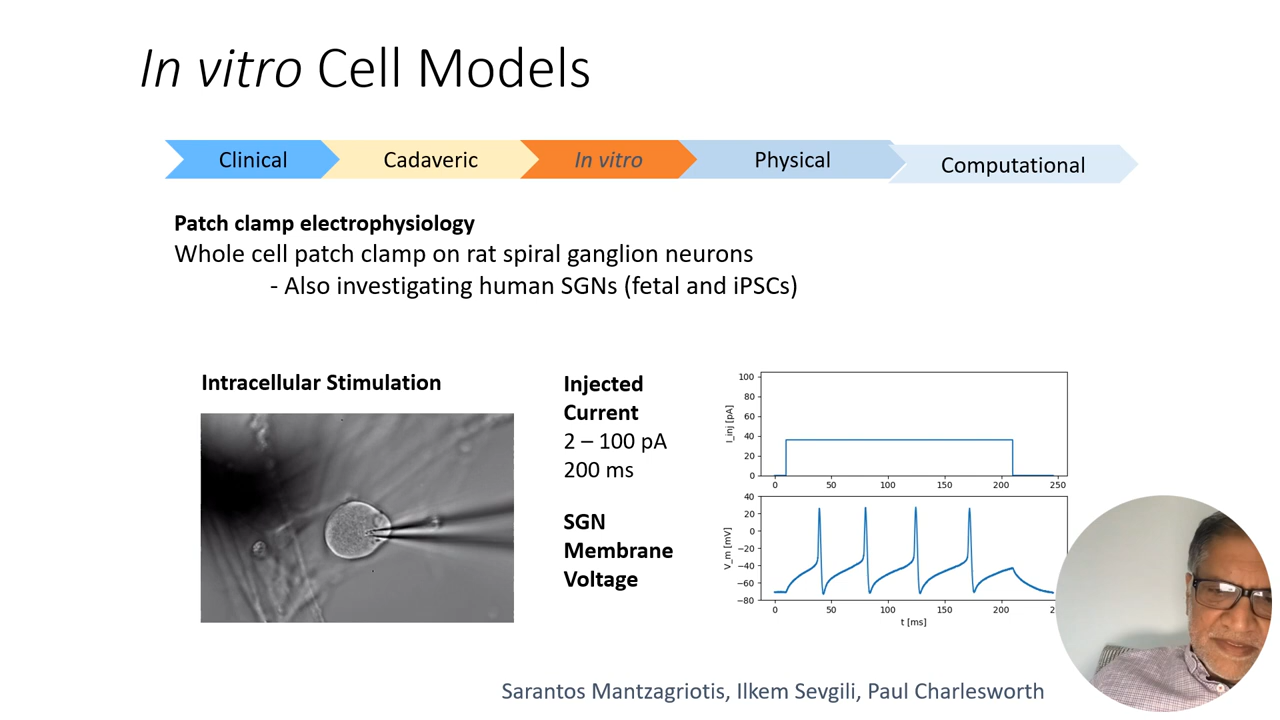 In vitro Cell Models
Clinical
Cadaveric
In vitro
Physical
Computational
Patch clamp electrophysiology
Whole cell patch clamp on rat spiral ganglion neurons
- Also investigating human SGNs (fetal and iPSCs)
Intracellular Stimulation
Injected
Current
2 – 100 pA
200 ms
SGN
Membrane
Voltage
I_inj [pA]
100
80
60
40
20
0
0 50 100 150 200 250
V_m [mV]
40
20
0
−20
−40
−60
−80
0 50 100 150 200 2
t [ms]
Sarantos Mantzagriotis, Ilkem Sevgili, Paul Charlesworth